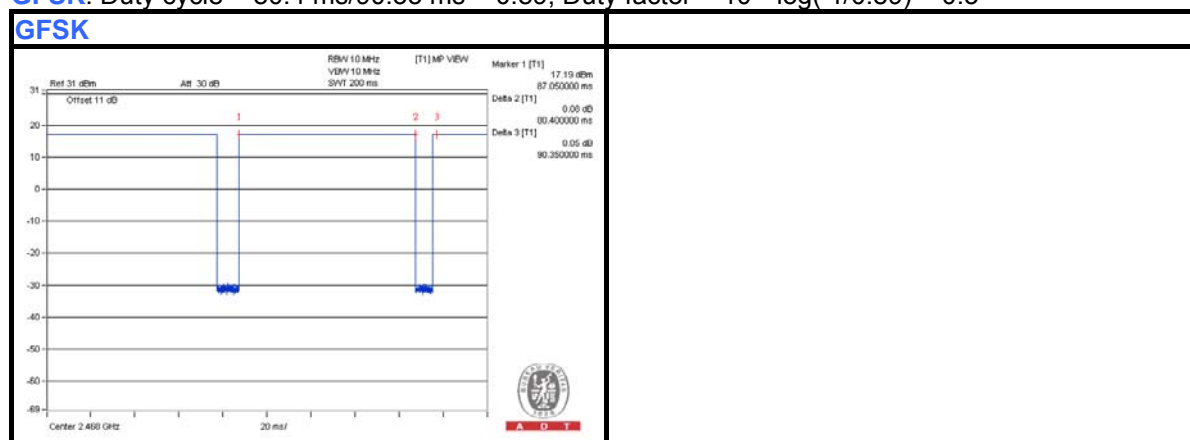 GFSK
RBW 10 MHz
[T1] MP VIEW
VBW 10 MHz
Ref 31 dBm
Att 30 dB
SWT 200 ms
Marker 1 [T1]
17.19 dBm
87.050000 ms
Delta 2 [T1]
0.00 dB
80.400000 ms
Delta 3 [T1]
0.05 dB
90.350000 ms
Offset 11 dB
31
20
10
0
-10
-20
-30
-40
-50
-60
-69
1
2
3
Center 2.468 GHz
20 ms/
BUREAU VERITAS
1828
A D T